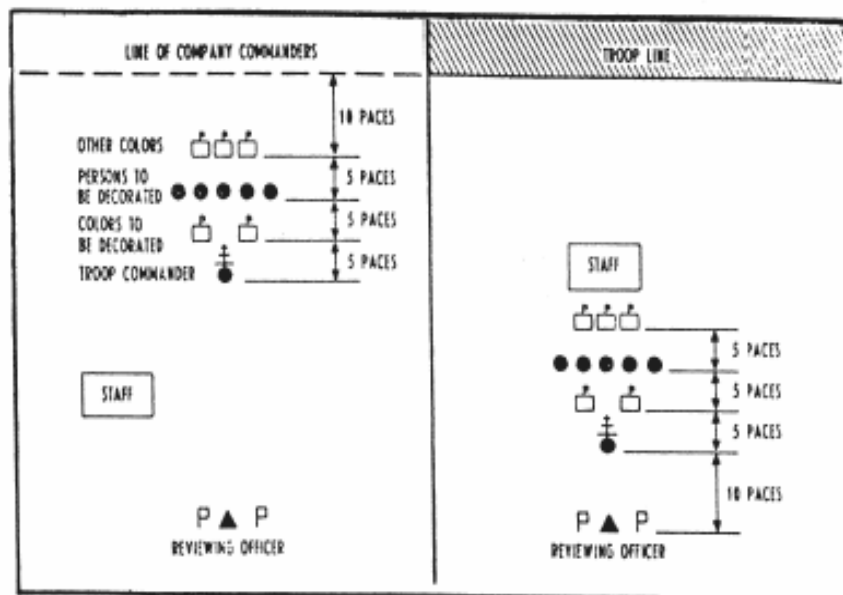 LINE OF COMPANY COMMANDERS
10 PACES
OTHER COLORS
PERSONS TO
BE DECORATED
5 PACES
COLORS TO
BE DECORATED
5 PACES
TROOP COMMANDER
5 PACES
STAFF
P P
REVIEWING OFFICER
TROOP LINE
STAFF
5 PACES
5 PACES
5 PACES
10 PACES
P P
REVIEWING OFFICER